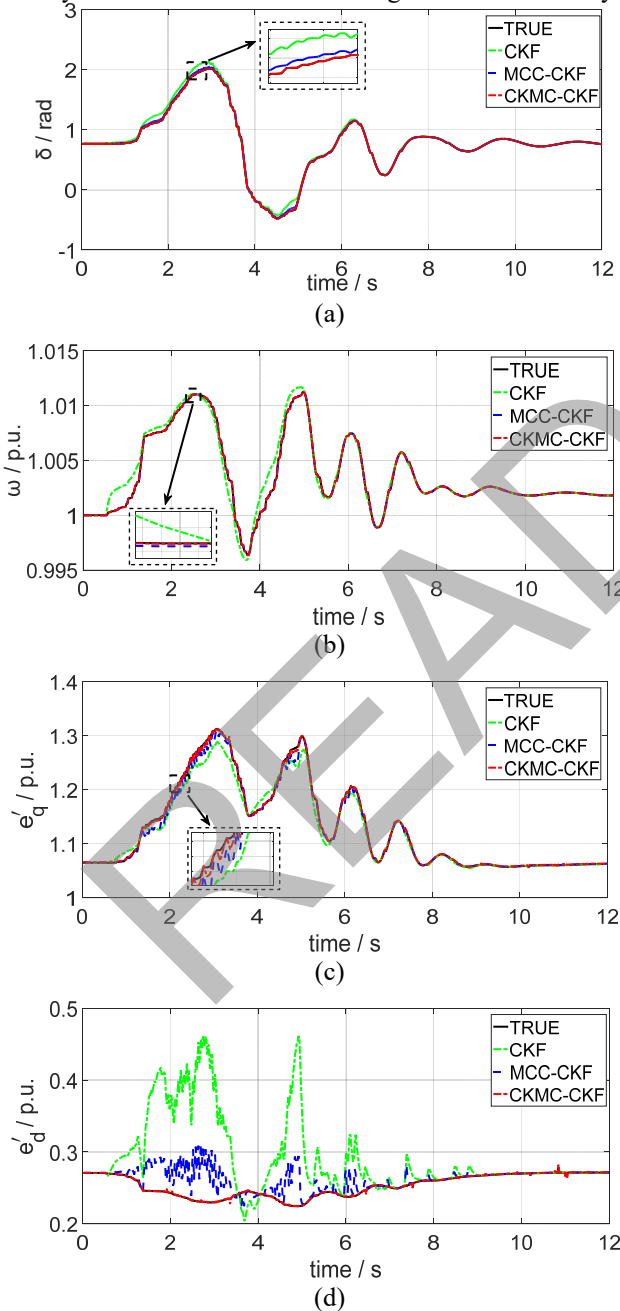 2
1
0
-1
δ / rad
TRUE
CKF
MCC-CKF
CKMC-CKF
0 2 4 6 8 10 12
time / s
(a)
1.015
1.01
1.005
1
0.995
ω / p.u.
TRUE
CKF
MCC-CKF
CKMC-CKF
0 2 4 6 8 10 12
time / s
(b)
1.4
1.3
1.2
1.1
1
e′q / p.u.
TRUE
CKF
MCC-CKF
CKMC-CKF
0 2 4 6 8 10 12
time / s
(c)
0.5
0.4
0.3
0.2
e′d / p.u.
TRUE
CKF
MCC-CKF
CKMC-CKF
0 2 4 6 8 10 12
time / s
(d)
READ